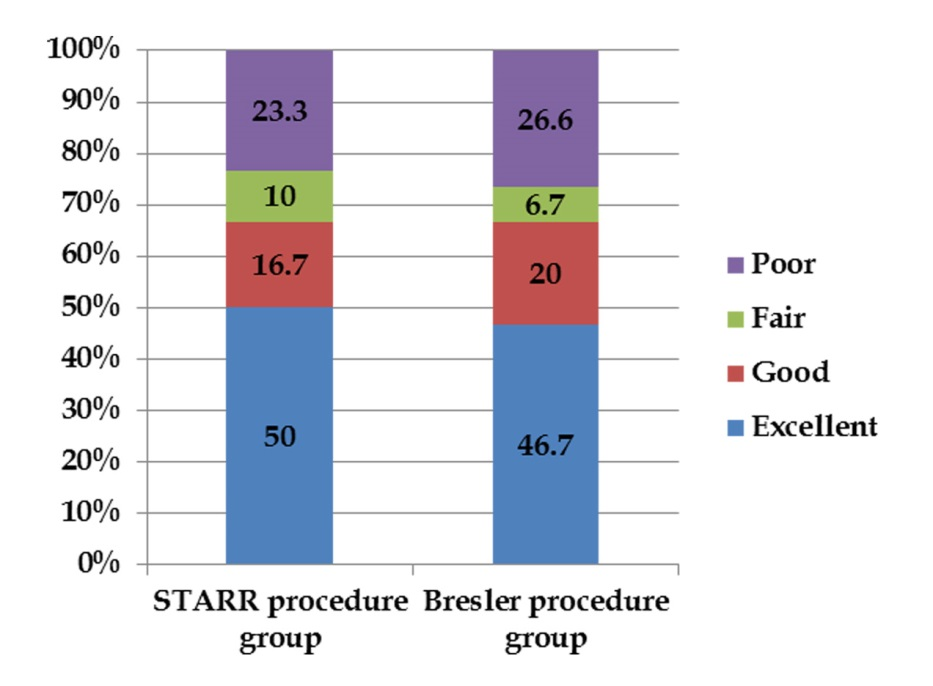 100%
90%
80%
70%
60%
50%
40%
30%
20%
10%
0%
23.3
10
16.7
50
26.6
6.7
20
46.7
STARR procedure
group
Bresler procedure
group
Poor
Fair
Good
Excellent